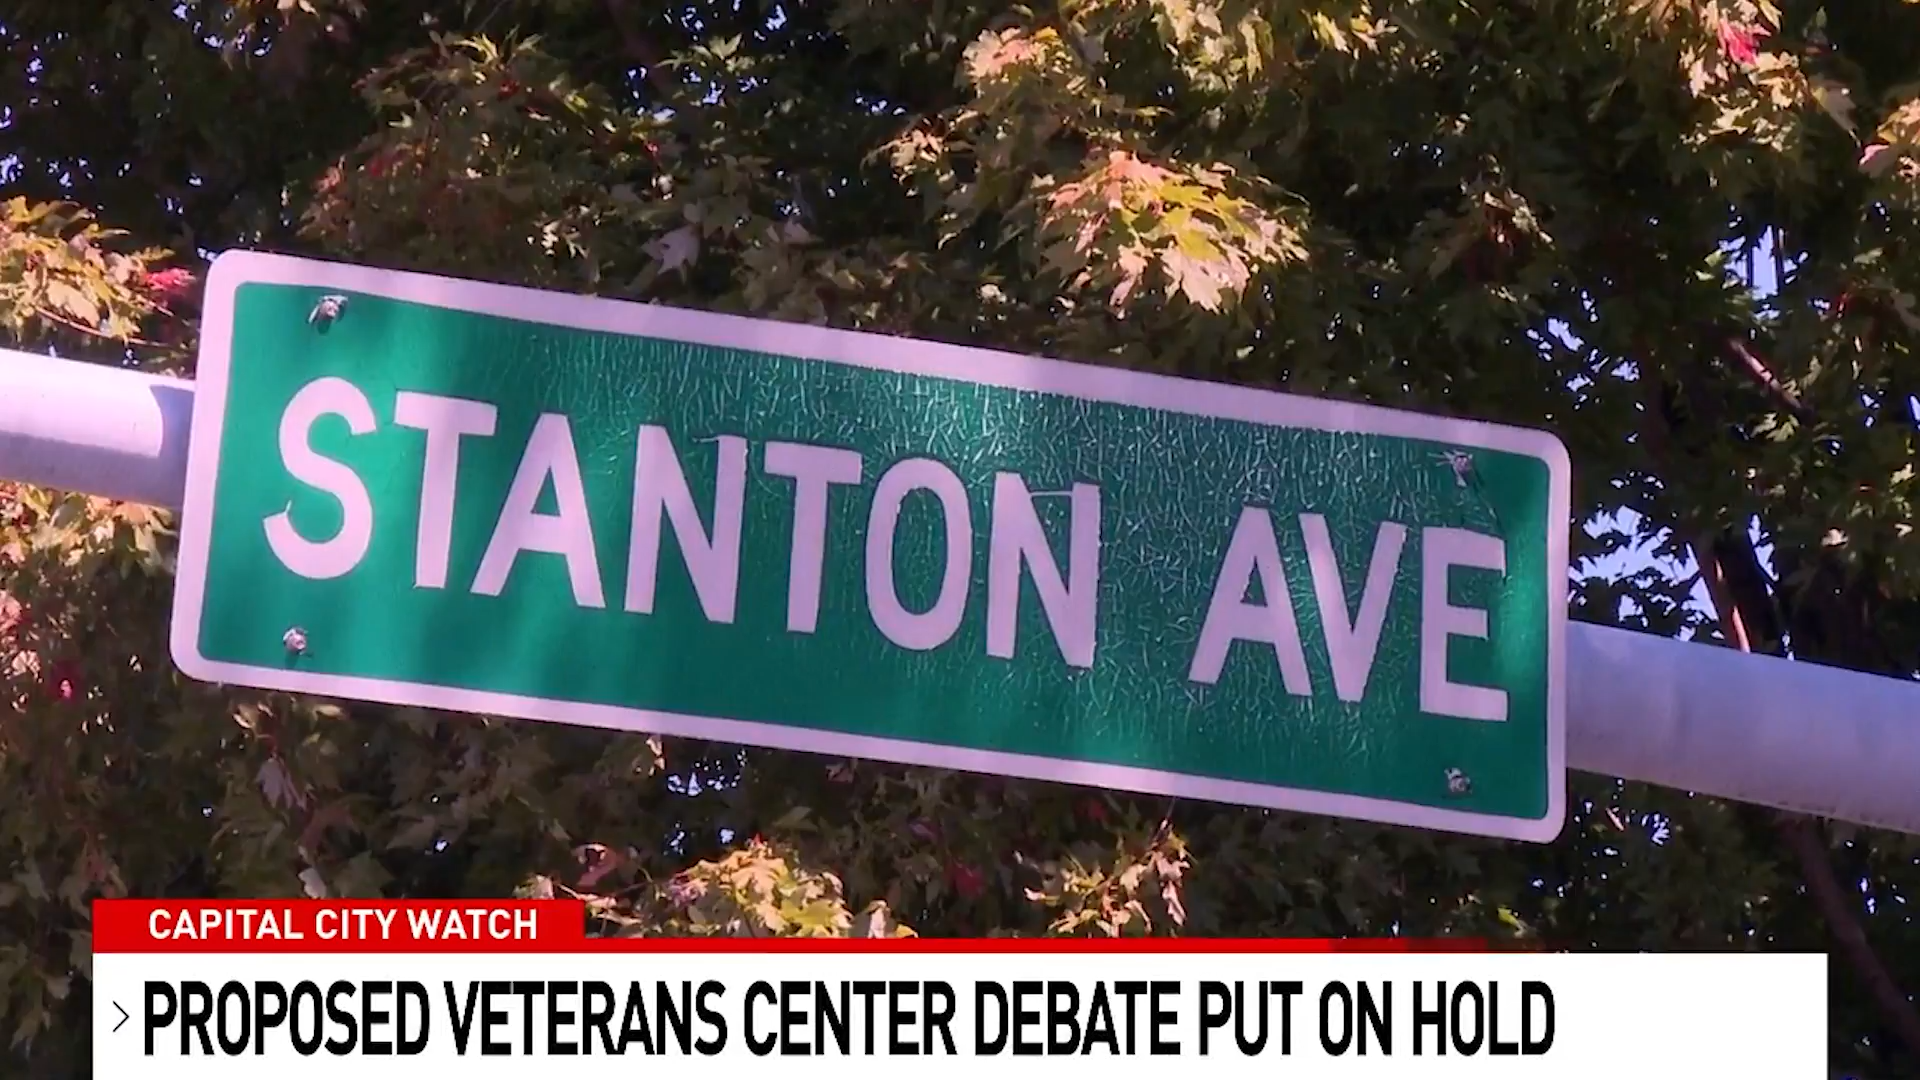 STANTON AVE
CAPITAL CITY WATCH
PROPOSED VETERANS CENTER DEBATE PUT ON HOLD